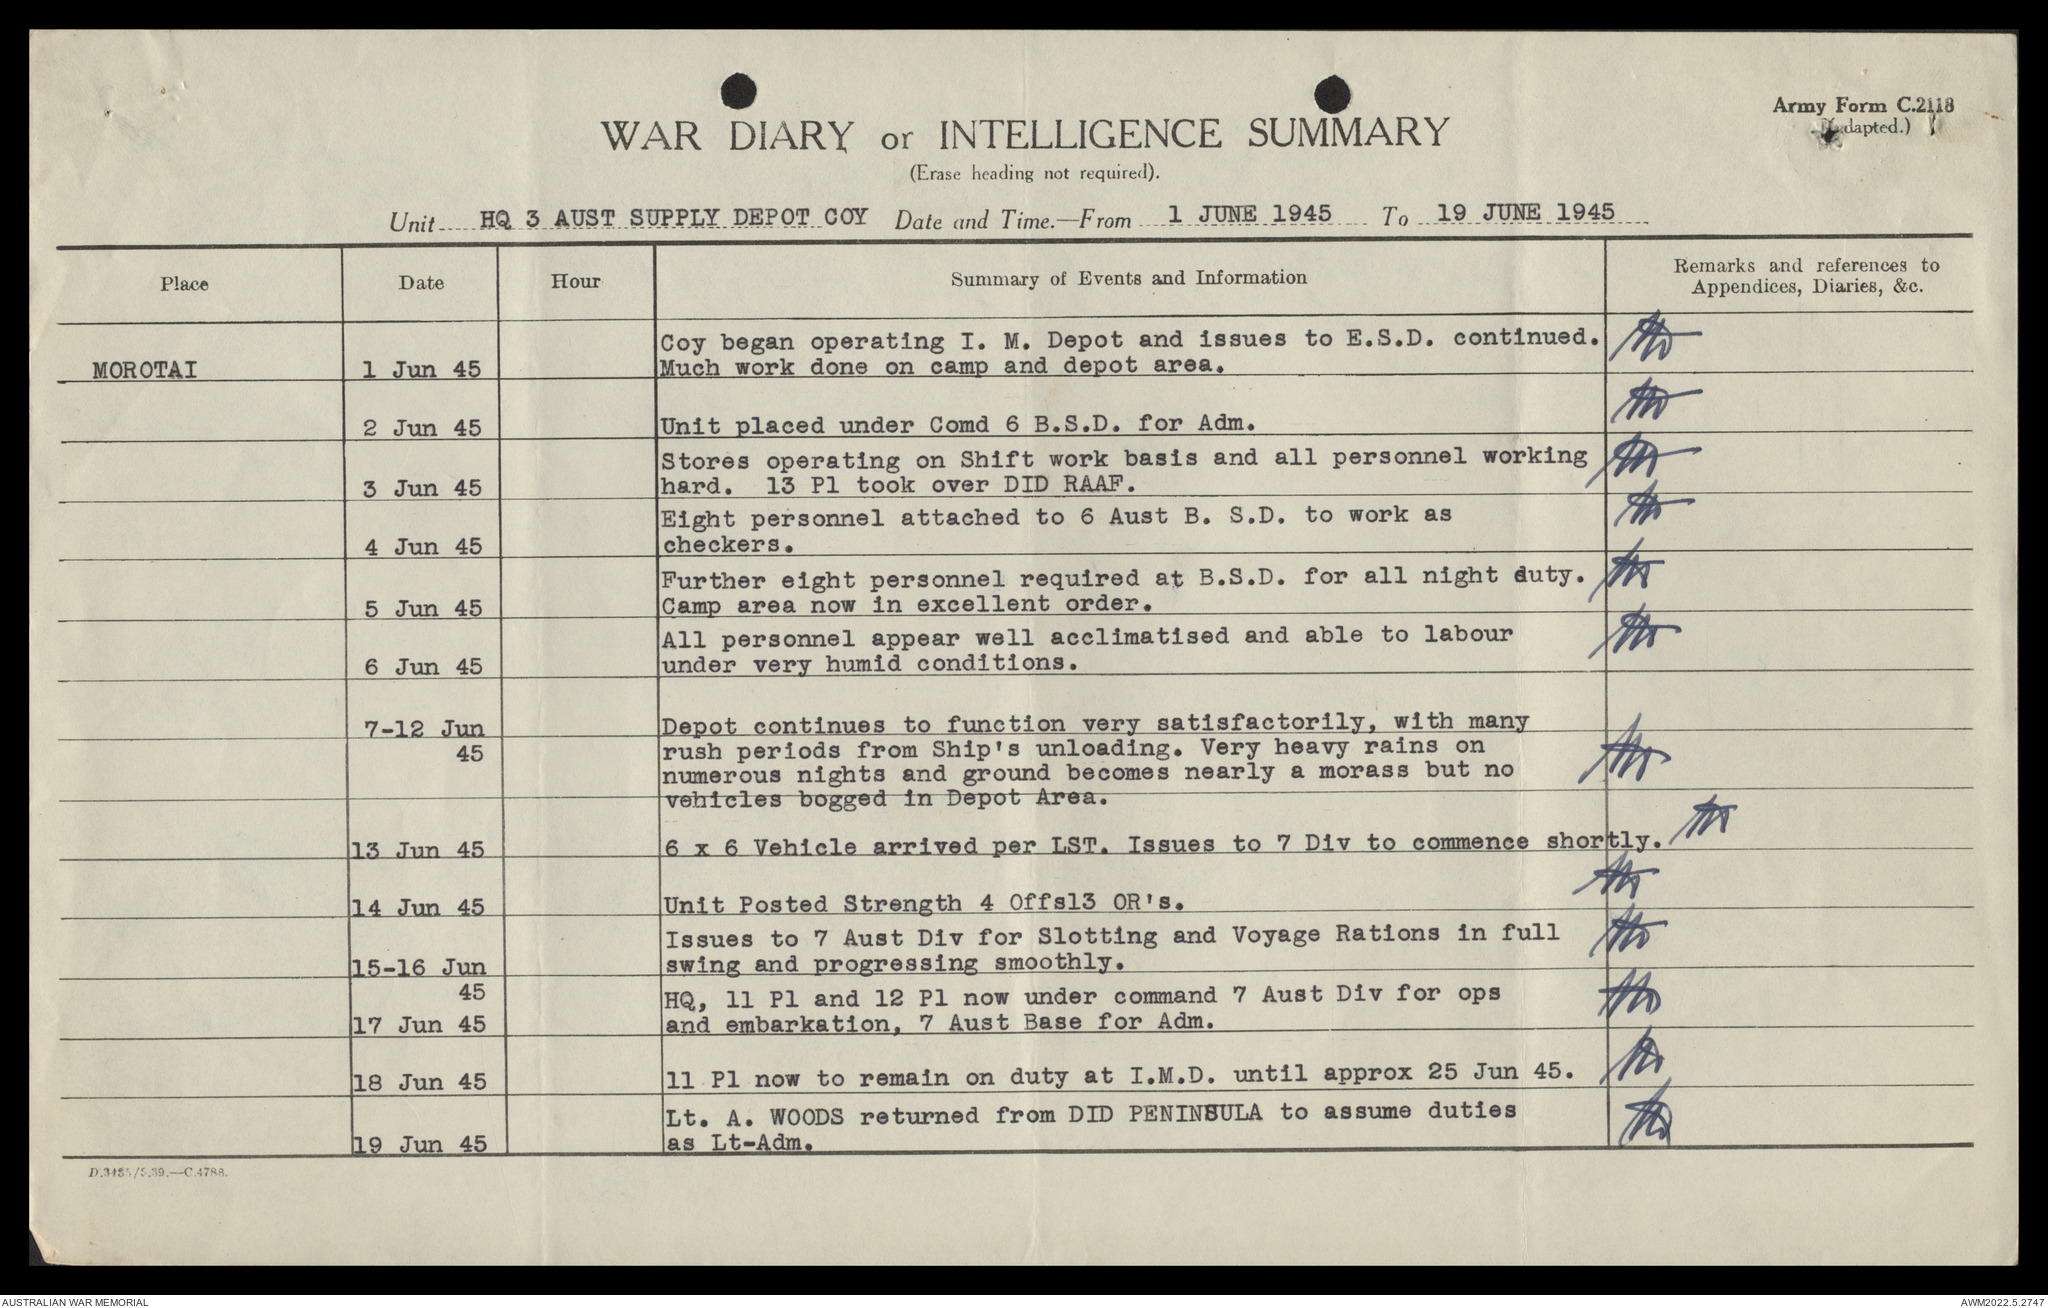 Army Form C.2118
(Adapted.)
WAR DIARY or INTELLIGENCE SUMMARY
(Erase heading not required).
Unit HQ 3 AUST SUPPLY DEPOT COY Date and Time.—From 1 JUNE 1945 To 19 JUNE 1945
Place Date Hour Summary of Events and Information Remarks and references to
Appendices, Diaries, &c.
Coy began operating I. M. Depot and issues to E.S.D. continued.
MOROTAI 1 Jun 45 Much work done on camp and depot area.
2 Jun 45 Unit placed under Comd 6 B.S.D. for Adm.
Stores operating on Shift work basis and all personnel working
3 Jun 45 hard. 13 Pl took over DID RAAF.
Eight personnel attached to 6 Aust B. S.D. to work as
4 Jun 45 checkers.
Further eight personnel required at B.S.D. for all night duty.
5 Jun 45 Camp area now in excellent order.
All personnel appear well acclimatised and able to labour
6 Jun 45 under very humid conditions.
7-12 Jun Depot continues to function very satisfactorily, with many
45 rush periods from Ship's unloading. Very heavy rains on
numerous nights and ground becomes nearly a morass but no
vehicles bogged in Depot Area.
13 Jun 45 6 x 6 Vehicle arrived per LST. Issues to 7 Div to commence shortly.
14 Jun 45 Unit Posted Strength 4 Offs13 OR's.
Issues to 7 Aust Div for Slotting and Voyage Rations in full
15-16 Jun swing and progressing smoothly.
45 HQ, 11 Pl and 12 Pl now under command 7 Aust Div for ops
17 Jun 45 and embarkation, 7 Aust Base for Adm.
18 Jun 45 11 Pl now to remain on duty at I.M.D. until approx 25 Jun 45.
Lt. A. WOODS returned from DID PENINSULA to assume duties
19 Jun 45 as Lt-Adm.
D.3485/5.39.—C.4788.
AUSTRALIAN WAR MEMORIAL AWM2022.5.2747